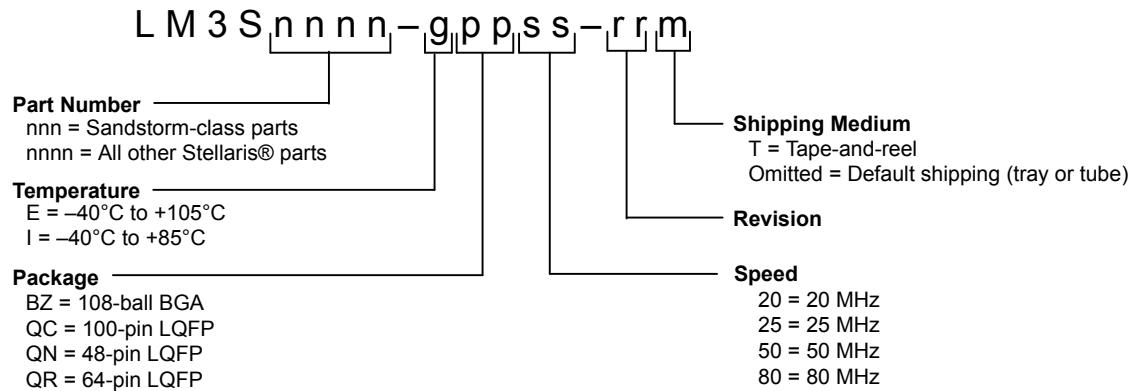 L M 3 S n n n n – g p p s s – r r m
Part Number
nnn = Sandstorm-class parts
nnnn = All other Stellaris® parts
Temperature
E = –40°C to +105°C
I = –40°C to +85°C
Package
BZ = 108-ball BGA
QC = 100-pin LQFP
QN = 48-pin LQFP
QR = 64-pin LQFP
Shipping Medium
T = Tape-and-reel
Omitted = Default shipping (tray or tube)
Revision
Speed
20 = 20 MHz
25 = 25 MHz
50 = 50 MHz
80 = 80 MHz